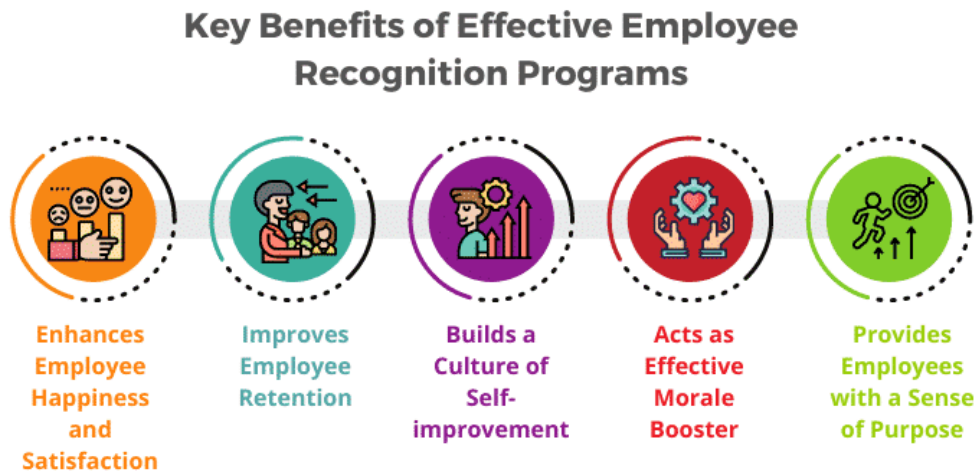 Key Benefits of Effective Employee
Recognition Programs
Enhances
Employee
Happiness
and
Satisfaction
Improves
Employee
Retention
Builds a
Culture of
Self-
improvement
Acts as
Effective
Morale
Booster
Provides
Employees
with a Sense
of Purpose